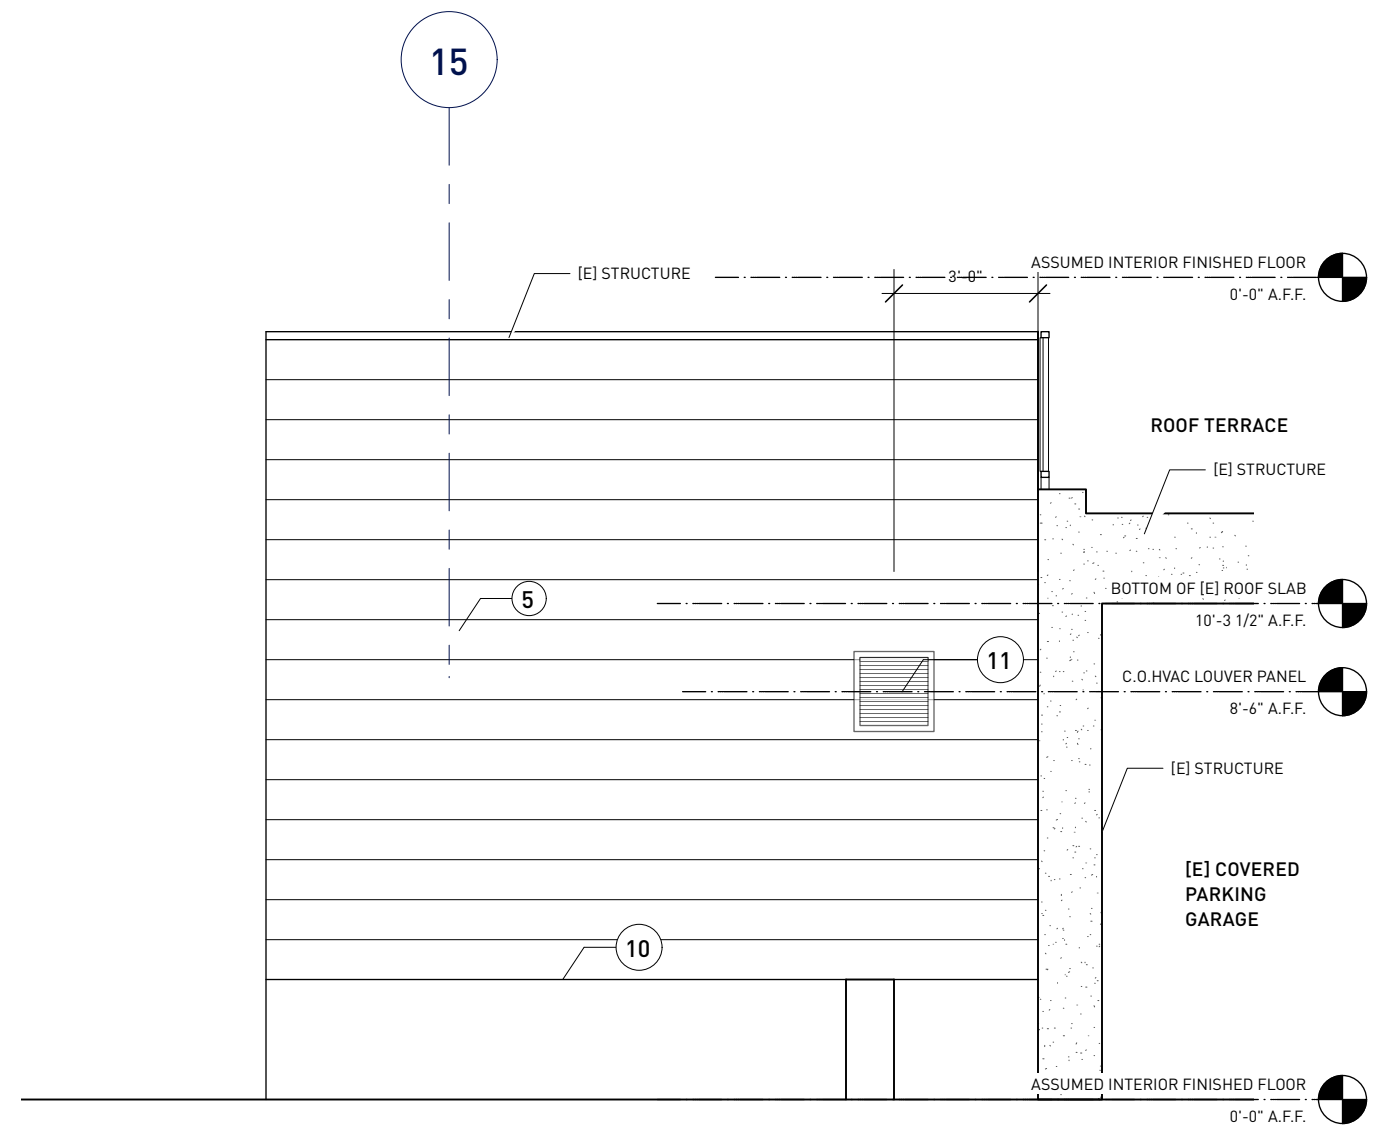 15
[E] STRUCTURE
3'-0"
ASSUMED INTERIOR FINISHED FLOOR
0'-0" A.F.F.
ROOF TERRACE
[E] STRUCTURE
BOTTOM OF [E] ROOF SLAB
10'-3 1/2" A.F.F.
5
11
C.O.HVAC LOUVER PANEL
8'-6" A.F.F.
[E] STRUCTURE
[E] COVERED
PARKING
GARAGE
10
ASSUMED INTERIOR FINISHED FLOOR
0'-0" A.F.F.